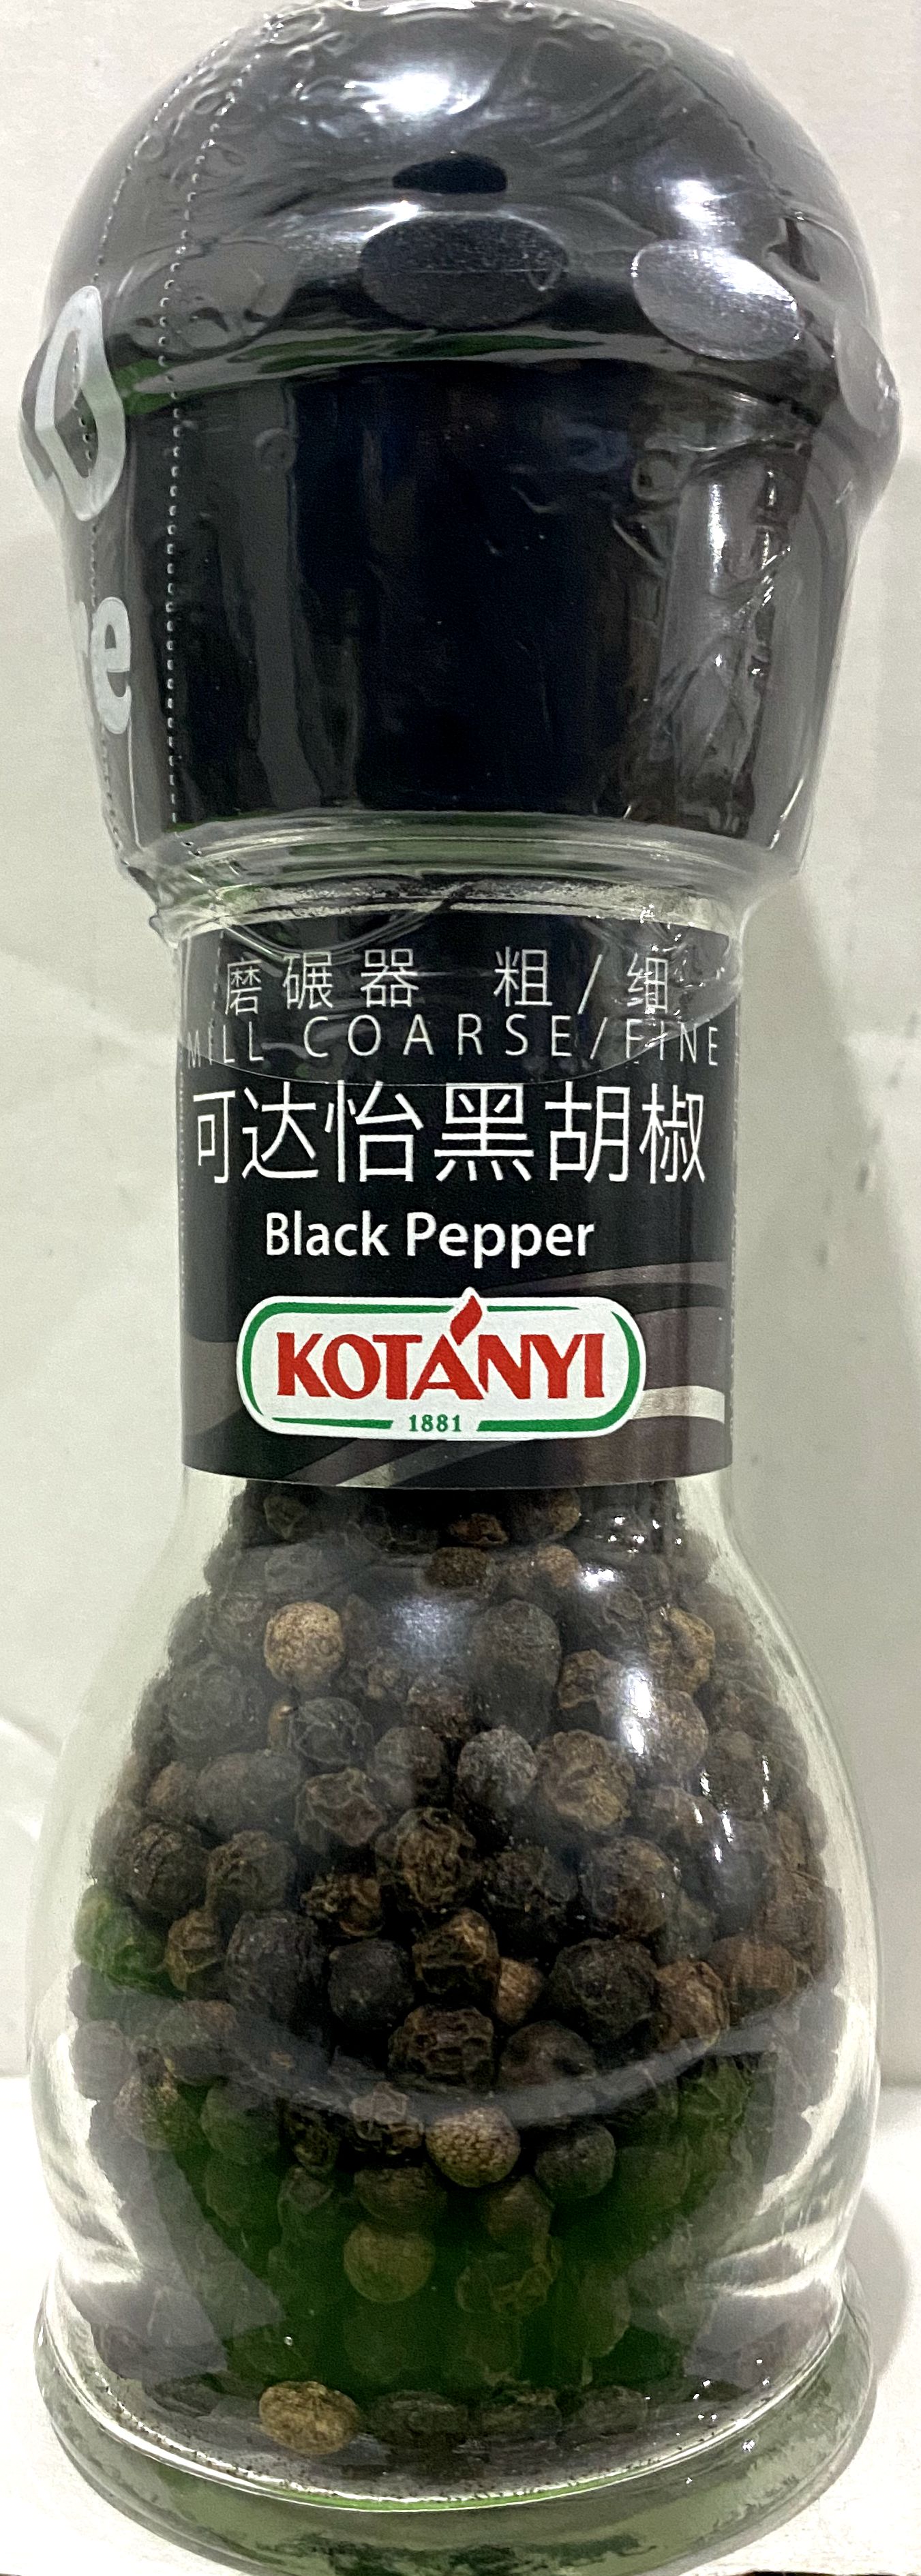 磨碾器 粗/细
MILL COARSE/FINE
可达怡黑胡椒
Black Pepper
KOTÁNYI
1881